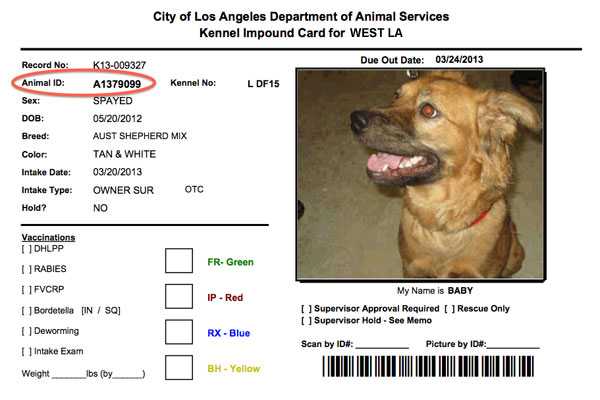 City of Los Angeles Department of Animal Services
Kennel Impound Card for WEST LA
Record No: K13-009327
Animal ID: A1379099 Kennel No: L DF15
Sex: SPAYED
DOB: 05/20/2012
Breed: AUST SHEPHERD MIX
Color: TAN & WHITE
Intake Date: 03/20/2013
Intake Type: OWNER SUR OTC
Hold? NO
Due Out Date: 03/24/2013
Vaccinations
[ ] DHLPP
[ ] RABIES
[ ] FVCRP
[ ] Bordetella [IN / SQ]
[ ] Deworming
[ ] Intake Exam
Weight _______lbs (by______)
FR- Green
IP - Red
RX - Blue
BH - Yellow
My Name is BABY
[ ] Supervisor Approval Required [ ] Rescue Only
[ ] Supervisor Hold - See Memo
Scan by ID#: ___________ Picture by ID#:___________